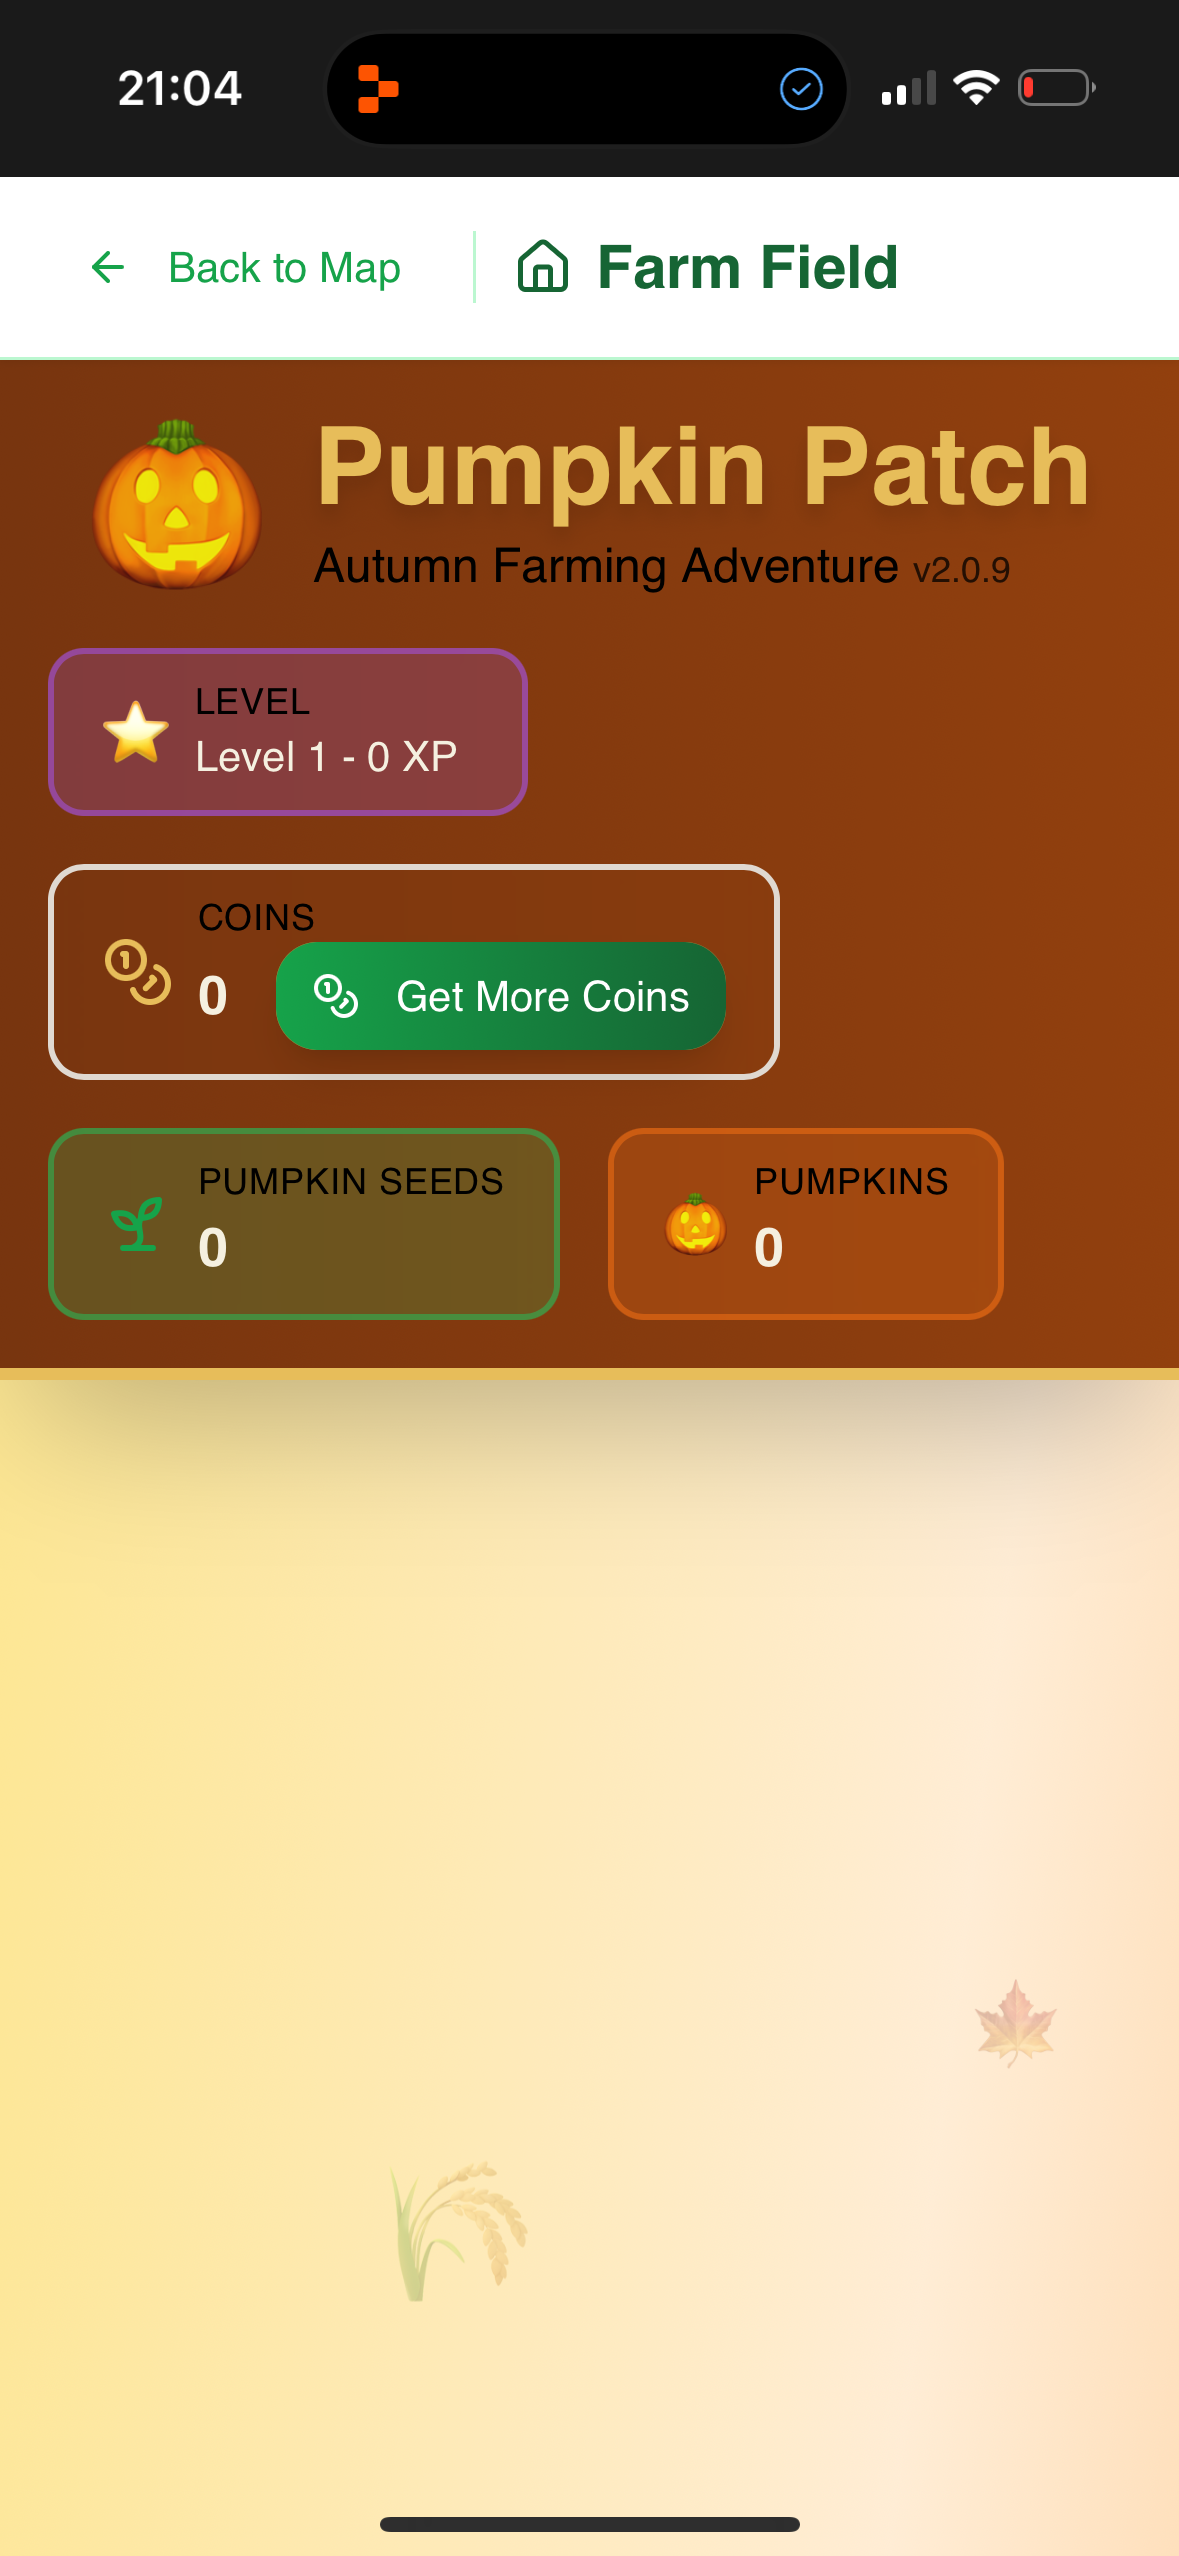 21:04
Back to Map
Farm Field
Pumpkin Patch
Autumn Farming Adventure v2.0.9
LEVEL
Level 1 - 0 XP
COINS
0
Get More Coins
PUMPKIN SEEDS
0
PUMPKINS
0